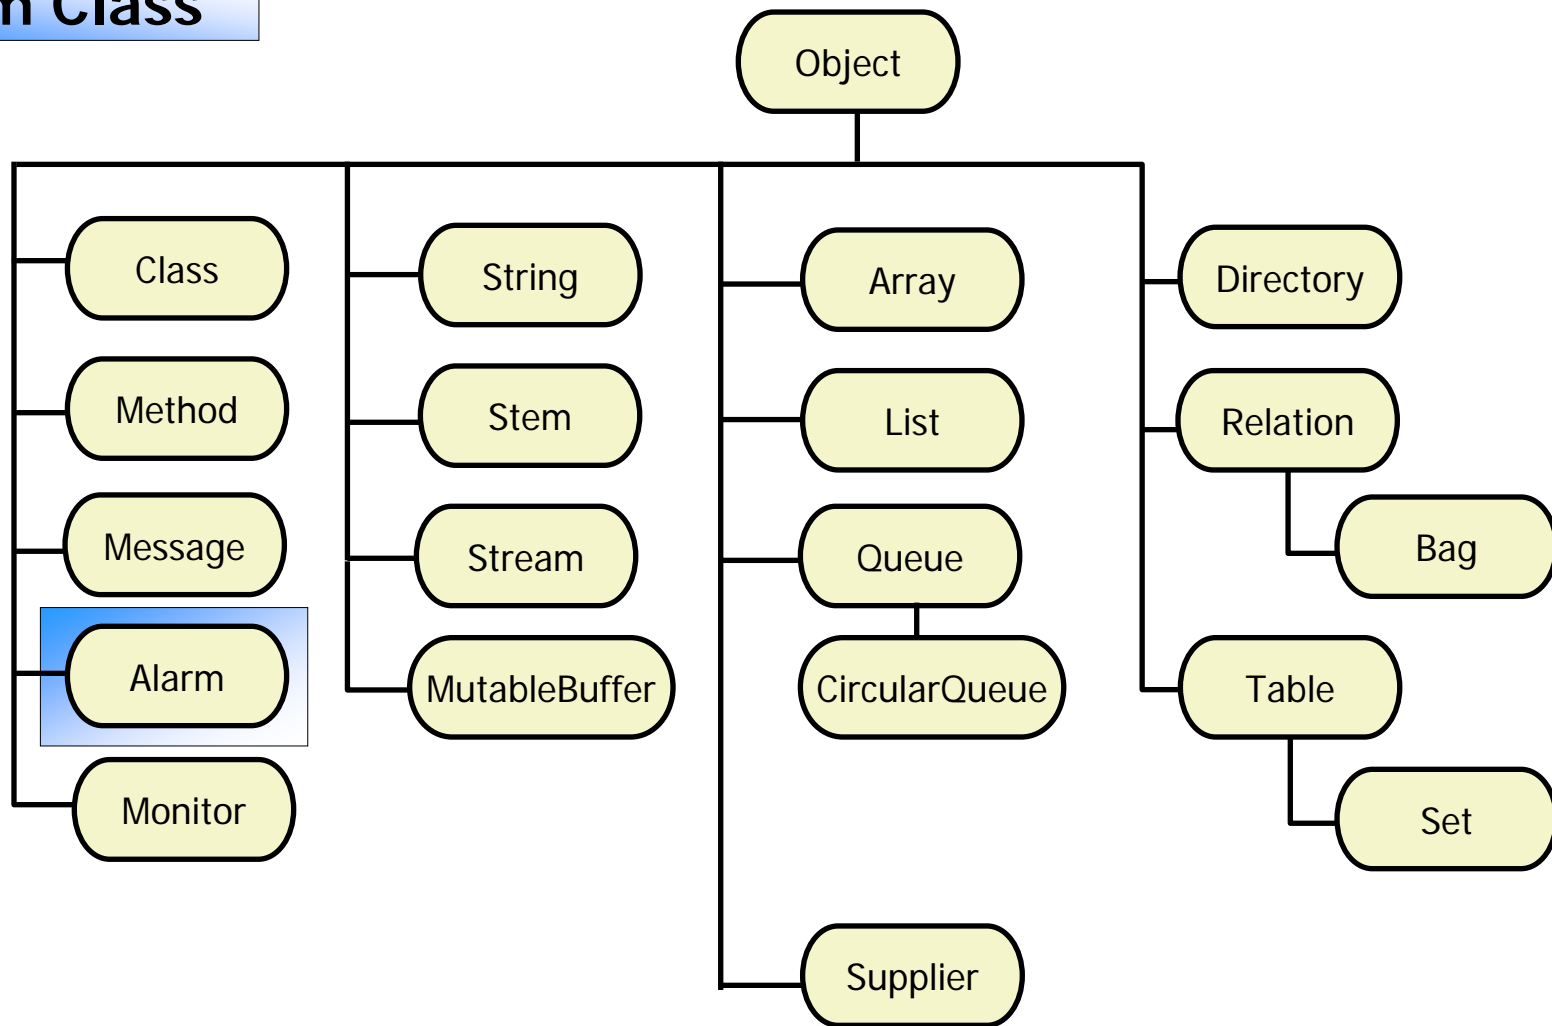 Class
Object
Class
Method
Message
Alarm
Monitor
String
Stem
Stream
MutableBuffer
Array
List
Queue
CircularQueue
Supplier
Directory
Relation
Bag
Table
Set